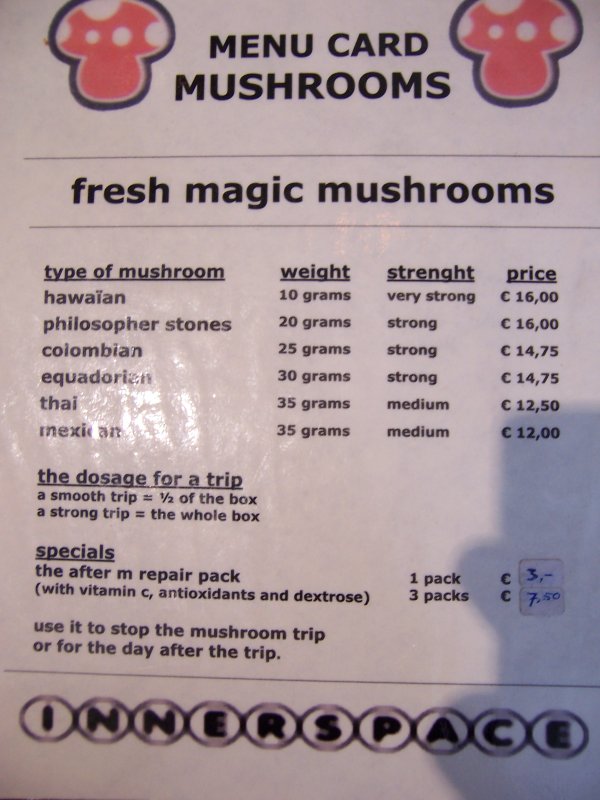 MENU CARD
MUSHROOMS
fresh magic mushrooms
type of mushroom weight strenght price
hawaïan 10 grams very strong € 16,00
philosopher stones 20 grams strong € 16,00
colombian 25 grams strong € 14,75
equadorian 30 grams strong € 14,75
thai 35 grams medium € 12,50
mexican 35 grams medium € 12,00
the dosage for a trip
a smooth trip = ½ of the box
a strong trip = the whole box
specials
the after m repair pack 1 pack € 3,-
(with vitamin c, antioxidants and dextrose) 3 packs € 7,50
use it to stop the mushroom trip
or for the day after the trip.
INNERSPACE